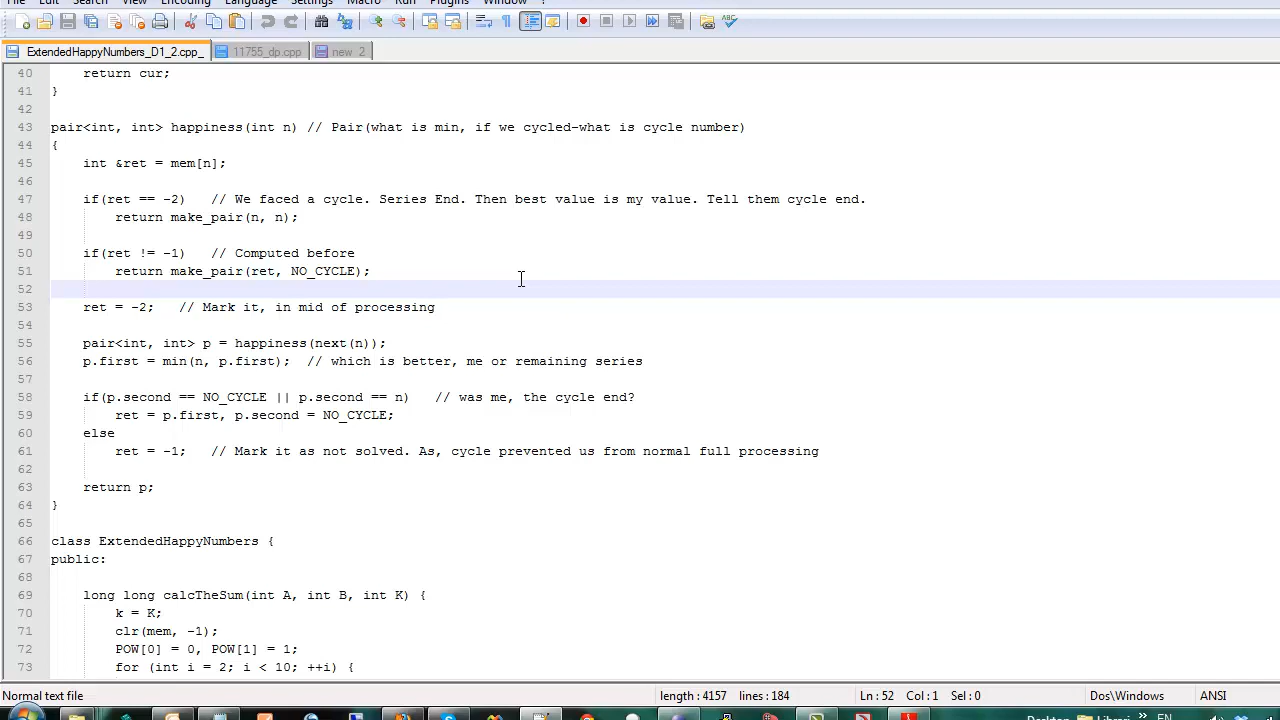 File Edit Search View Encoding Language Settings Macro Run Plugins Window ?
ExtendedHappyNumbers_D1_2.cpp_ 11755_dp.cpp new 2
40 return cur;
41 }
42
43 pair<int, int> happiness(int n) // Pair(what is min, if we cycled-what is cycle number)
44 {
45 int &ret = mem[n];
46
47 if(ret == -2) // We faced a cycle. Series End. Then best value is my value. Tell them cycle end.
48 return make_pair(n, n);
49
50 if(ret != -1) // Computed before
51 return make_pair(ret, NO_CYCLE);
52
53 ret = -2; // Mark it, in mid of processing
54
55 pair<int, int> p = happiness(next(n));
56 p.first = min(n, p.first); // which is better, me or remaining series
57
58 if(p.second == NO_CYCLE || p.second == n) // was me, the cycle end?
59 ret = p.first, p.second = NO_CYCLE;
60 else
61 ret = -1; // Mark it as not solved. As, cycle prevented us from normal full processing
62
63 return p;
64 }
65
66 class ExtendedHappyNumbers {
67 public:
68
69 long long calcTheSum(int A, int B, int K) {
70 k = K;
71 clr(mem, -1);
72 POW[0] = 0, POW[1] = 1;
73 for (int i = 2; i < 10; ++i) {
Normal text file length : 4157 lines : 184 Ln : 52 Col : 1 Sel : 0 Dos\Windows ANSI
Desktop Librari » EN